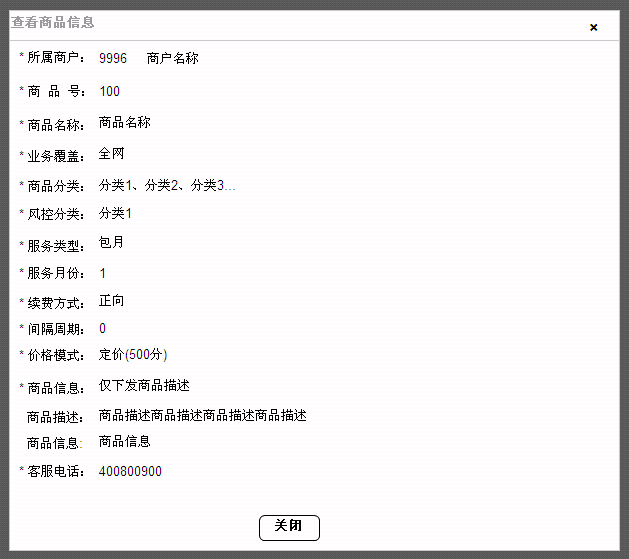 查看商品信息
×
* 所属商户： 9996 商户名称
* 商 品 号： 100
* 商品名称： 商品名称
* 业务覆盖： 全网
* 商品分类： 分类1、分类2、分类3...
* 风控分类： 分类1
* 服务类型： 包月
* 服务月份： 1
* 续费方式： 正向
* 间隔周期： 0
* 价格模式： 定价(500分)
* 商品信息： 仅下发商品描述
商品描述： 商品描述商品描述商品描述商品描述
商品信息: 商品信息
* 客服电话： 400800900
关闭